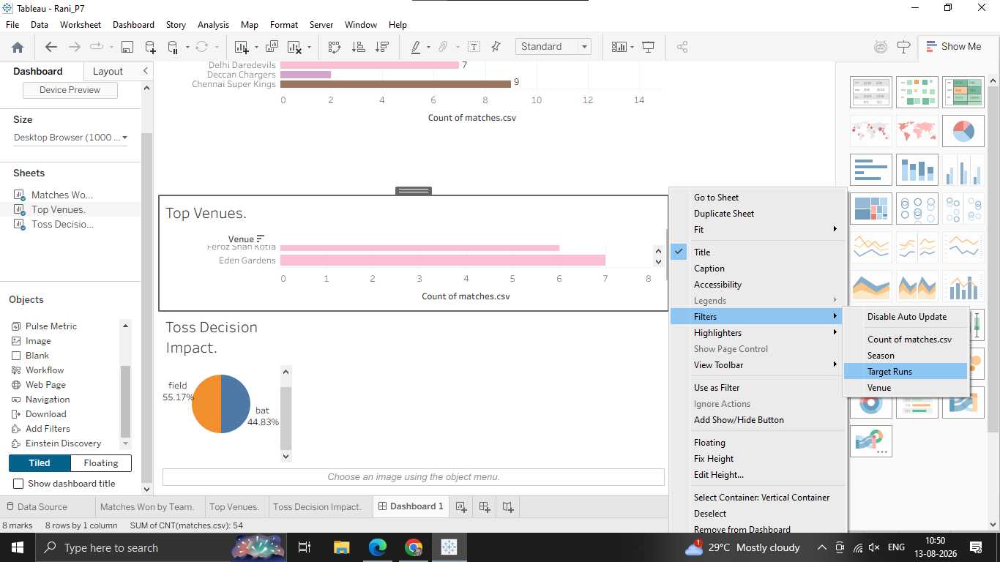 Tableau - Rani_P7
File Data Worksheet Dashboard Story Analysis Map Format Server Window Help
Standard
Show Me
Dashboard Layout
Device Preview
Size
Desktop Browser (1000 ...
Sheets
Matches Wo...
Top Venues.
Toss Decisio...
Objects
Pulse Metric
Image
Blank
Workflow
Web Page
Navigation
Download
Add Filters
Einstein Discovery
Tiled Floating
Show dashboard title
Delhi Daredevils 7
Deccan Chargers
Chennai Super Kings 9
0 2 4 6 8 10 12 14
Count of matches.csv
Top Venues.
Venue
Feroz Shah Kotla
Eden Gardens
0 1 2 3 4 5 6 7 8
Count of matches.csv
Toss Decision
Impact.
field
55.17%
bat
44.83%
Choose an image using the object menu.
Go to Sheet
Duplicate Sheet
Fit
Title
Caption
Accessibility
Legends
Filters
Highlighters
Show Page Control
View Toolbar
Use as Filter
Ignore Actions
Add Show/Hide Button
Floating
Fix Height
Edit Height...
Select Container: Vertical Container
Deselect
Remove from Dashboard
Disable Auto Update
Count of matches.csv
Season
Target Runs
Venue
Data Source Matches Won by Team. Top Venues. Toss Decision Impact. Dashboard 1
8 marks 8 rows by 1 column SUM of CNT(matches.csv): 54
Type here to search
1
29°C Mostly cloudy
ENG
10:50
13-08-2026